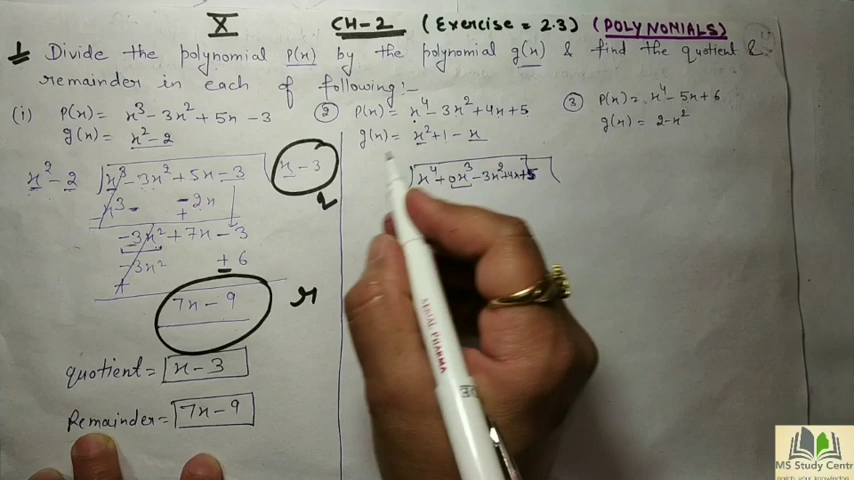 X CH-2 (Exercise = 2.3) (POLYNOMIALS)
1 Divide the polynomial p(x) by the polynomial g(x) & find the quotient &
remainder in each of following:-
(i) P(x) = x³ - 3x² + 5x - 3
g(x) = x² - 2
x² - 2 ) x³ - 3x² + 5x - 3 ( x - 3
x³ - 2x
- +
-3x² + 7x - 3
-3x² + 6
+
7x - 9
quotient = x - 3
Remainder = 7x - 9
(2) P(x) = x⁴ - 3x² + 4x + 5
g(x) = x² + 1 - x
x⁴ + 0x³ - 3x² + 4x + 5
(3) P(x) = x⁴ - 5x + 6
g(x) = 2 - x²
SERIAL PHARMA
MS Study Centr